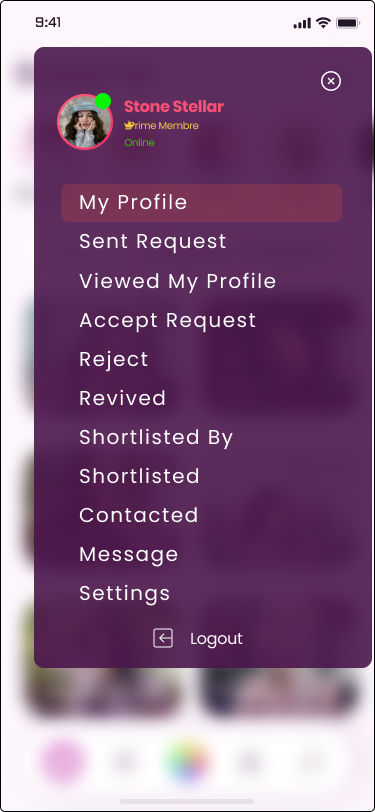 9:41
Stone Stellar
Prime Membre
Online
My Profile
Sent Request
Viewed My Profile
Accept Request
Reject
Revived
Shortlisted By
Shortlisted
Contacted
Message
Settings
Logout